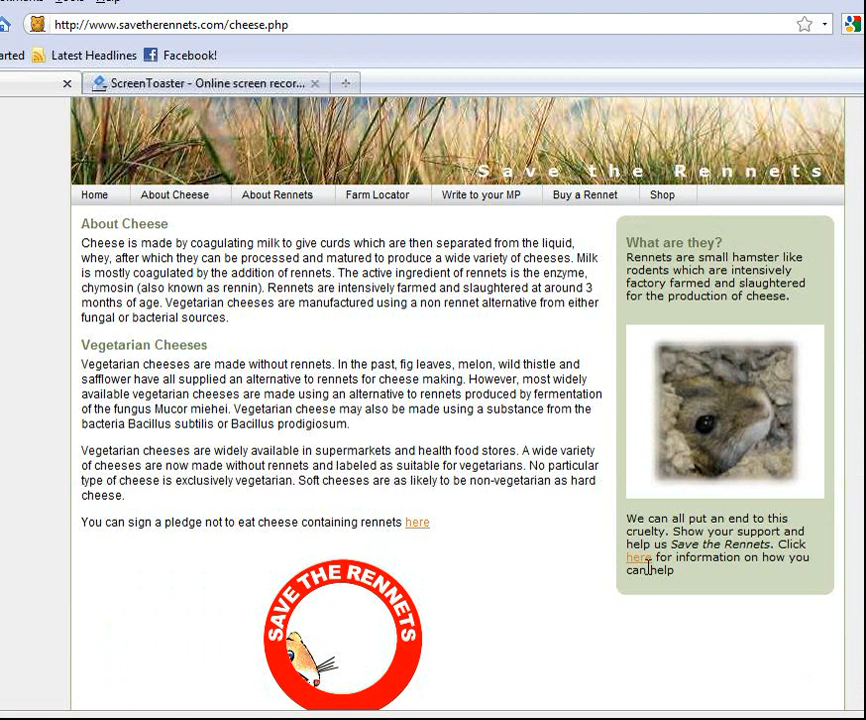 http://www.savetherennets.com/cheese.php
arted Latest Headlines Facebook!
ScreenToaster - Online screen recor...
Save the Rennets
Home About Cheese About Rennets Farm Locator Write to your MP Buy a Rennet Shop
About Cheese
Cheese is made by coagulating milk to give curds which are then separated from the liquid,
whey, after which they can be processed and matured to produce a wide variety of cheeses. Milk
is mostly coagulated by the addition of rennets. The active ingredient of rennets is the enzyme,
chymosin (also known as rennin). Rennets are intensively farmed and slaughtered at around 3
months of age. Vegetarian cheeses are manufactured using a non rennet alternative from either
fungal or bacterial sources.
Vegetarian Cheeses
Vegetarian cheeses are made without rennets. In the past, fig leaves, melon, wild thistle and
safflower have all supplied an alternative to rennets for cheese making. However, most widely
available vegetarian cheeses are made using an alternative to rennets produced by fermentation
of the fungus Mucor miehei. Vegetarian cheese may also be made using a substance from the
bacteria Bacillus subtilis or Bacillus prodigiosum.
Vegetarian cheeses are widely available in supermarkets and health food stores. A wide variety
of cheeses are now made without rennets and labeled as suitable for vegetarians. No particular
type of cheese is exclusively vegetarian. Soft cheeses are as likely to be non-vegetarian as hard
cheese.
You can sign a pledge not to eat cheese containing rennets here
SAVE THE RENNETS
What are they?
Rennets are small hamster like
rodents which are intensively
factory farmed and slaughtered
for the production of cheese.
We can all put an end to this
cruelty. Show your support and
help us Save the Rennets. Click
here for information on how you
can help